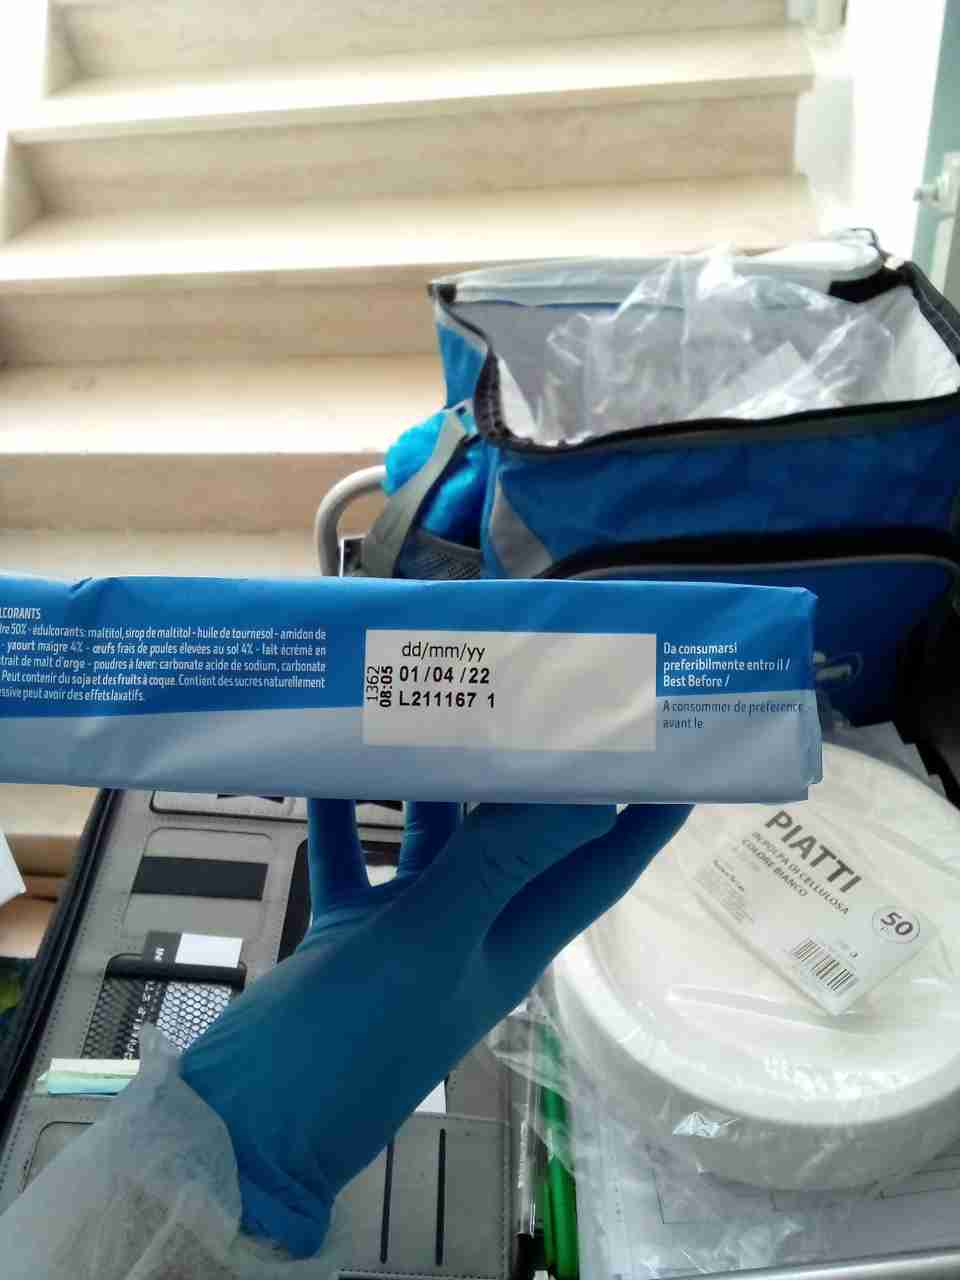 LCORANTS
ire 50% - édulcorants: maltitol, sirop de maltitol - huile de tournesol - amidon de
- yaourt maigre 4% - œufs frais de poules élevées au sol 4% - lait écrémé en
trait de malt d'orge - poudres à lever: carbonate acide de sodium, carbonate
Peut contenir du soja et des fruits à coque. Contient des sucres naturellement
essive peut avoir des effets laxatifs.
1362
08:05
dd/mm/yy
01/04/22
L211167 1
Da consumarsi
preferibilmente entro il /
Best Before /
A consommer de préférence
avant le
PIATTI
IN POLPA DI CELLULOSA
COLORE BIANCO
50